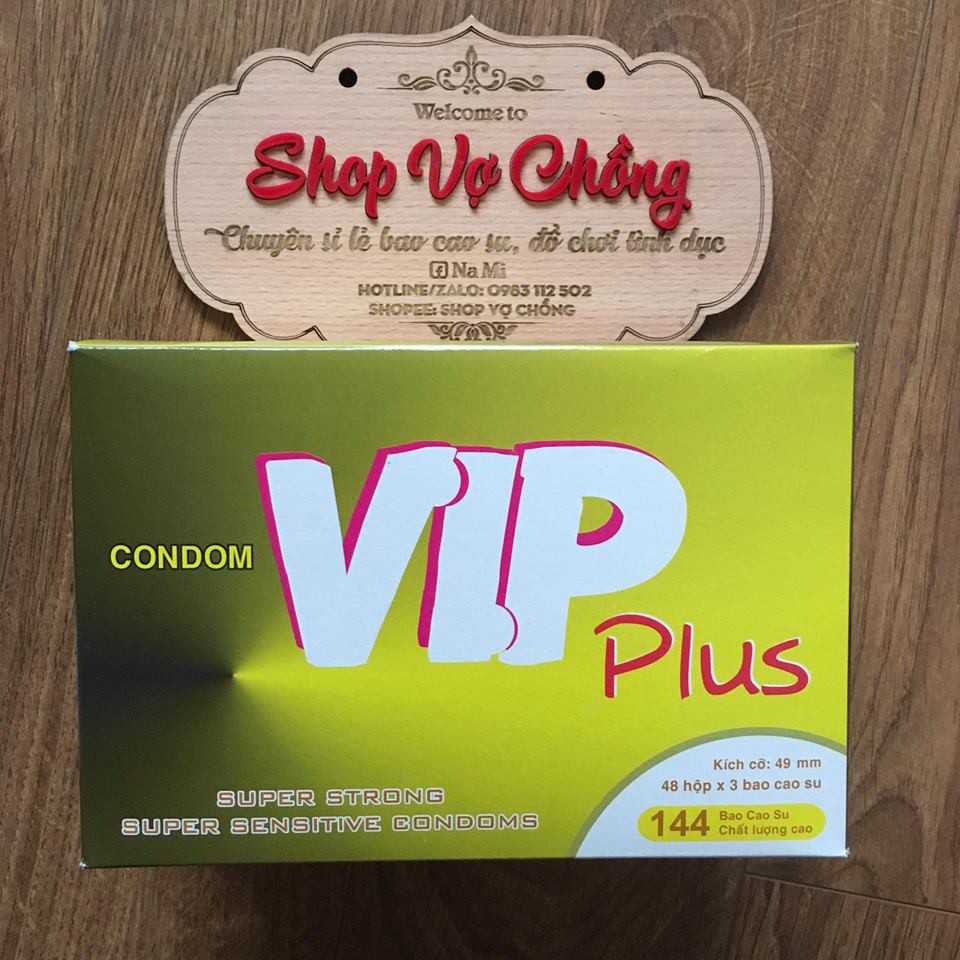 Welcome to
Shop Vợ Chồng
Chuyên sỉ lẻ bao cao su, đồ chơi tình dục
Na Mi
HOTLINE/ZALO: 0983 112 502
SHOPEE: SHOP VỢ CHỒNG
CONDOM
V.I.P
Plus
SUPER STRONG
SUPER SENSITIVE CONDOMS
Kích cỡ: 49 mm
48 hộp x 3 bao cao su
144 Bao Cao Su
Chất lượng cao